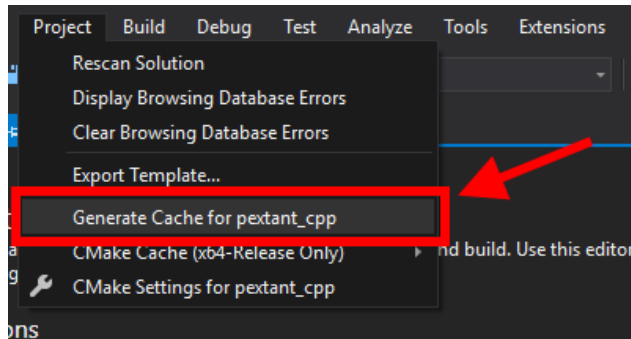 Project Build Debug Test Analyze Tools Extensions
Rescan Solution
Display Browsing Database Errors
Clear Browsing Database Errors
Export Template...
Generate Cache for pextant_cpp
CMake Cache (x64-Release Only) nd build. Use this editor
CMake Settings for pextant_cpp
ons